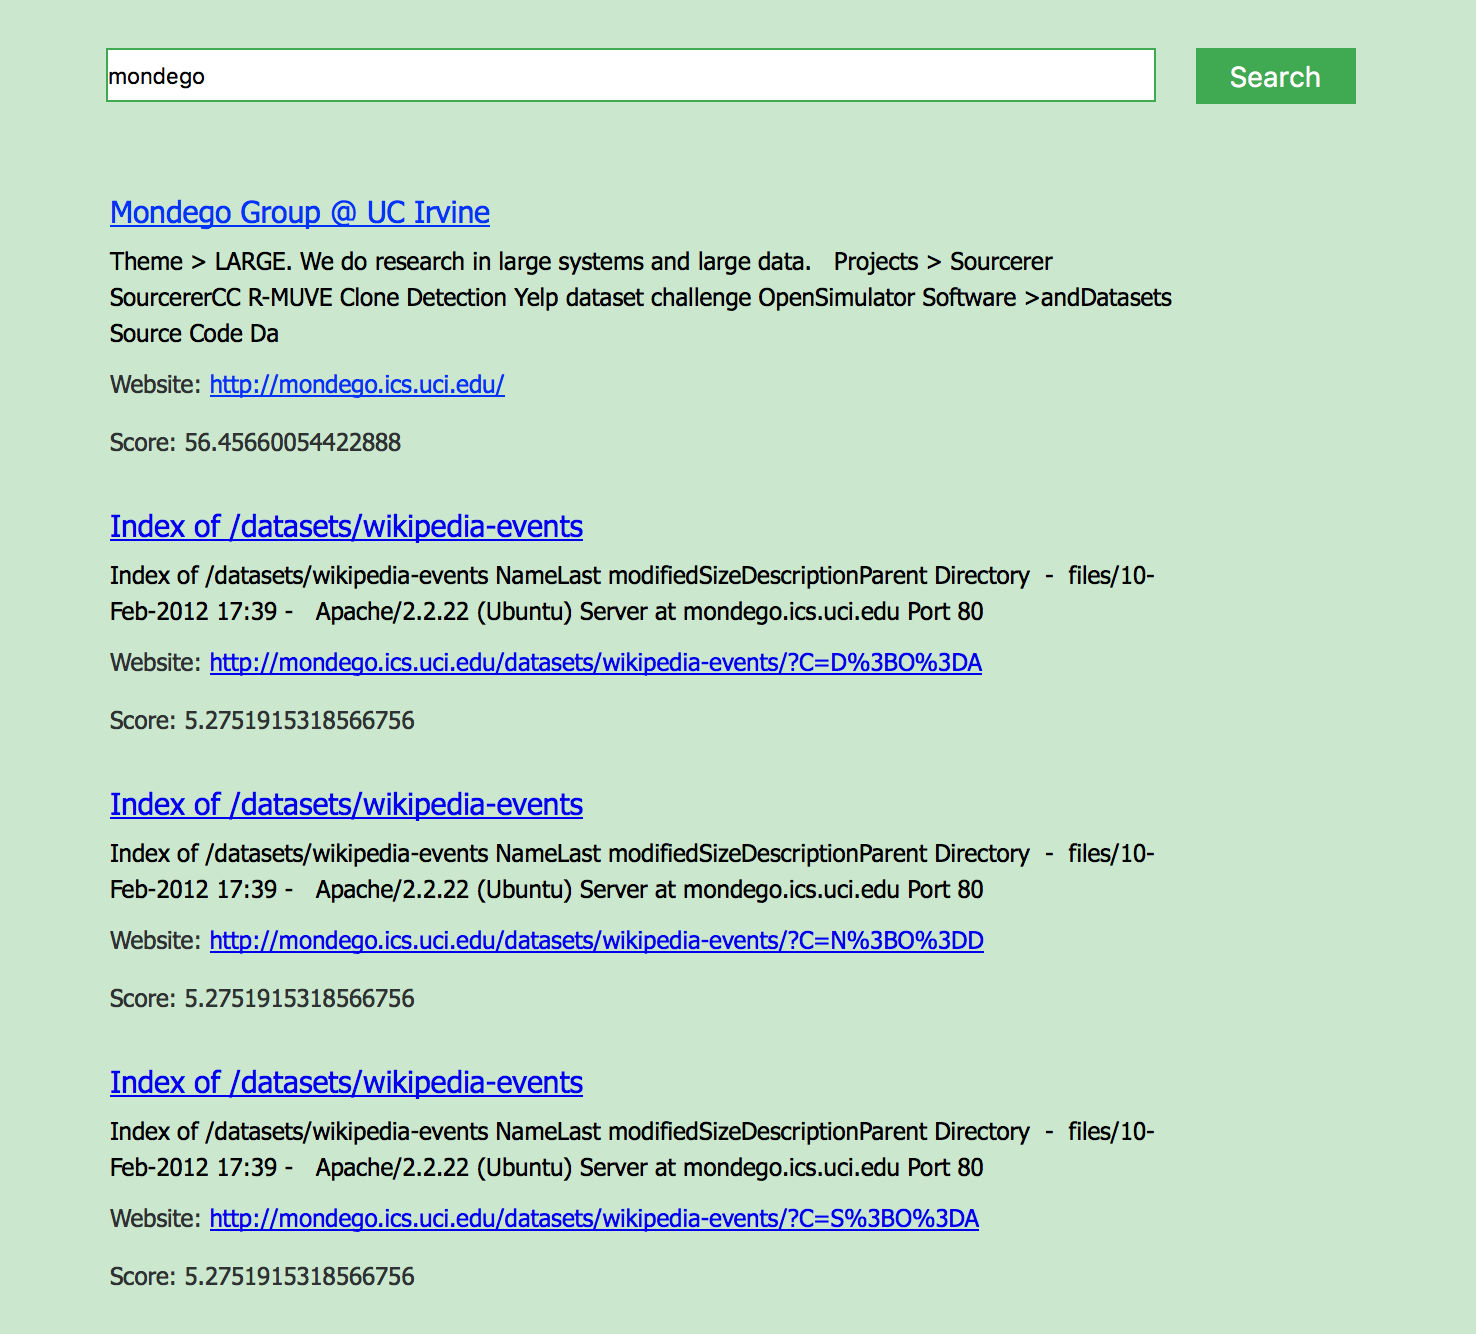 mondego
Search
Mondego Group @ UC Irvine
Theme > LARGE. We do research in large systems and large data.   Projects > Sourcerer
SourcererCC R-MUVE Clone Detection Yelp dataset challenge OpenSimulator Software >andDatasets
Source Code Da
Website: http://mondego.ics.uci.edu/
Score: 56.45660054422888
Index of /datasets/wikipedia-events
Index of /datasets/wikipedia-events NameLast modifiedSizeDescriptionParent Directory  -  files/10-
Feb-2012 17:39 -   Apache/2.2.22 (Ubuntu) Server at mondego.ics.uci.edu Port 80
Website: http://mondego.ics.uci.edu/datasets/wikipedia-events/?C=D%3BO%3DA
Score: 5.2751915318566756
Index of /datasets/wikipedia-events
Index of /datasets/wikipedia-events NameLast modifiedSizeDescriptionParent Directory  -  files/10-
Feb-2012 17:39 -   Apache/2.2.22 (Ubuntu) Server at mondego.ics.uci.edu Port 80
Website: http://mondego.ics.uci.edu/datasets/wikipedia-events/?C=N%3BO%3DD
Score: 5.2751915318566756
Index of /datasets/wikipedia-events
Index of /datasets/wikipedia-events NameLast modifiedSizeDescriptionParent Directory  -  files/10-
Feb-2012 17:39 -   Apache/2.2.22 (Ubuntu) Server at mondego.ics.uci.edu Port 80
Website: http://mondego.ics.uci.edu/datasets/wikipedia-events/?C=S%3BO%3DA
Score: 5.2751915318566756